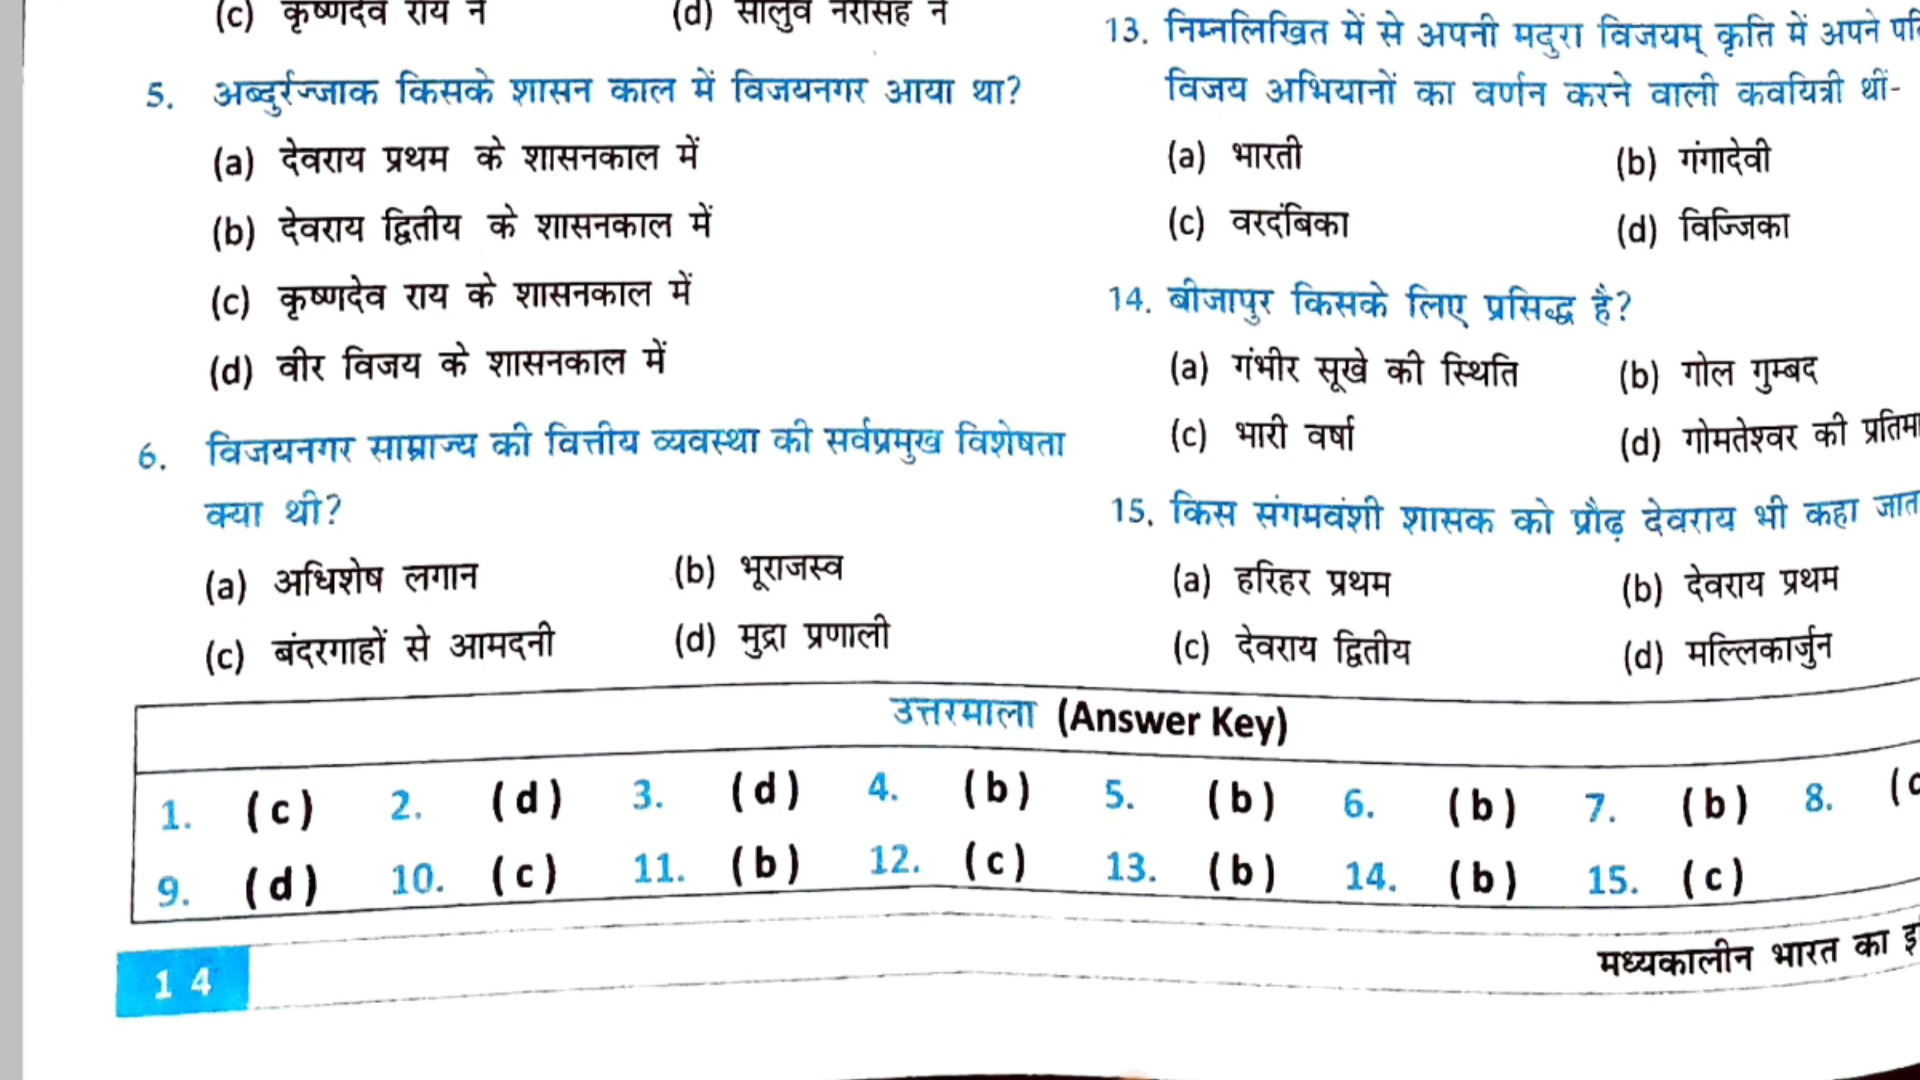 (c) कृष्णदेव राय ने (d) सालुव नरसिंह ने
5. अब्दुर्रज्जाक किसके शासन काल में विजयनगर आया था?
(a) देवराय प्रथम के शासनकाल में
(b) देवराय द्वितीय के शासनकाल में
(c) कृष्णदेव राय के शासनकाल में
(d) वीर विजय के शासनकाल में
6. विजयनगर साम्राज्य की वित्तीय व्यवस्था की सर्वप्रमुख विशेषता
क्या थी?
(a) अधिशेष लगान (b) भूराजस्व
(c) बंदरगाहों से आमदनी (d) मुद्रा प्रणाली
13. निम्नलिखित में से अपनी मदुरा विजयम् कृति में अपने
विजय अभियानों का वर्णन करने वाली कवयित्री थीं-
(a) भारती (b) गंगादेवी
(c) वरदंबिका (d) विज्जिका
14. बीजापुर किसके लिए प्रसिद्ध है?
(a) गंभीर सूखे की स्थिति (b) गोल गुम्बद
(c) भारी वर्षा (d) गोमतेश्वर की प्रतिमा
15. किस संगमवंशी शासक को प्रौढ़ देवराय भी कहा जात
(a) हरिहर प्रथम (b) देवराय प्रथम
(c) देवराय द्वितीय (d) मल्लिकार्जुन
उत्तरमाला (Answer Key)
1. (c) 2. (d) 3. (d) 4. (b) 5. (b) 6. (b) 7. (b) 8.
9. (d) 10. (c) 11. (b) 12. (c) 13. (b) 14. (b) 15. (c)
14 मध्यकालीन भारत का